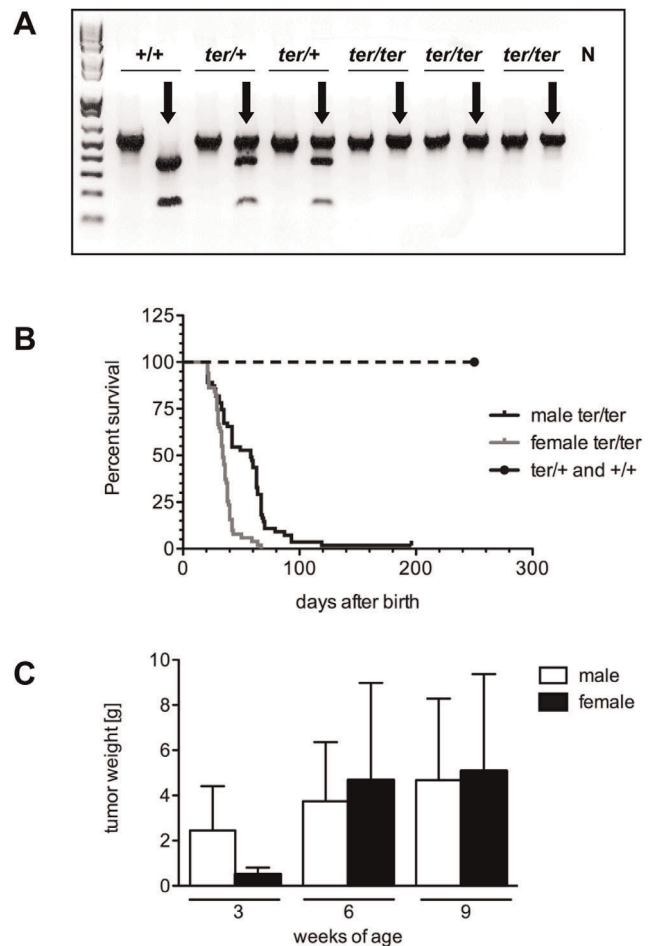 A
+/+ ter/+ ter/+ ter/ter ter/ter ter/ter N
B
125
100
75
50
25
0
Percent survival
0 100 200 300
days after birth
male ter/ter
female ter/ter
ter/+ and +/+
C
10
8
6
4
2
0
tumor weight [g]
male
female
3 6 9
weeks of age